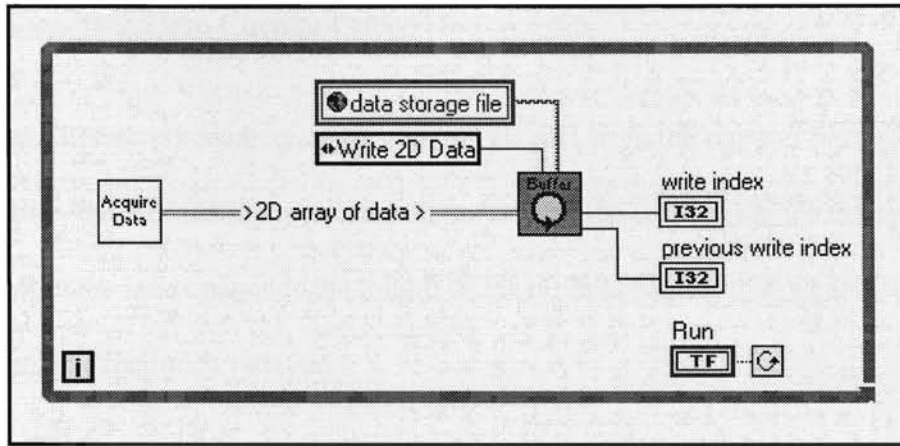 data storage file
Write 2D Data
Acquire
Data
>2D array of data >
Buffer
write index
I32
previous write index
I32
Run
TF
i